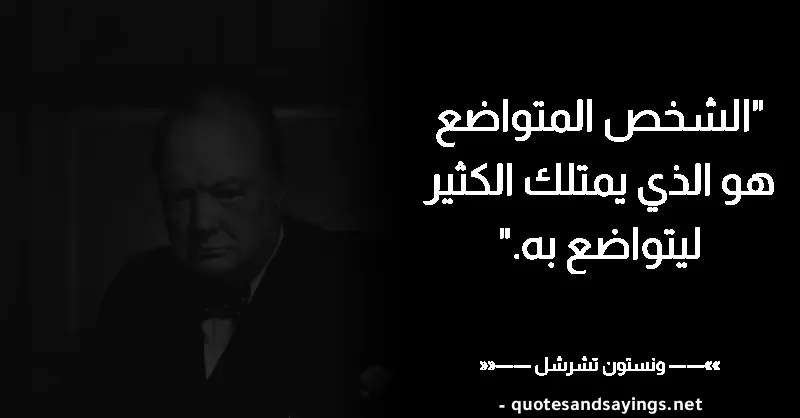 "الشخص المتواضع
هو الذي يمتلك الكثير
ليتواضع به."
»»—— ونستون تشرشل ——««
- quotesandsayings.net